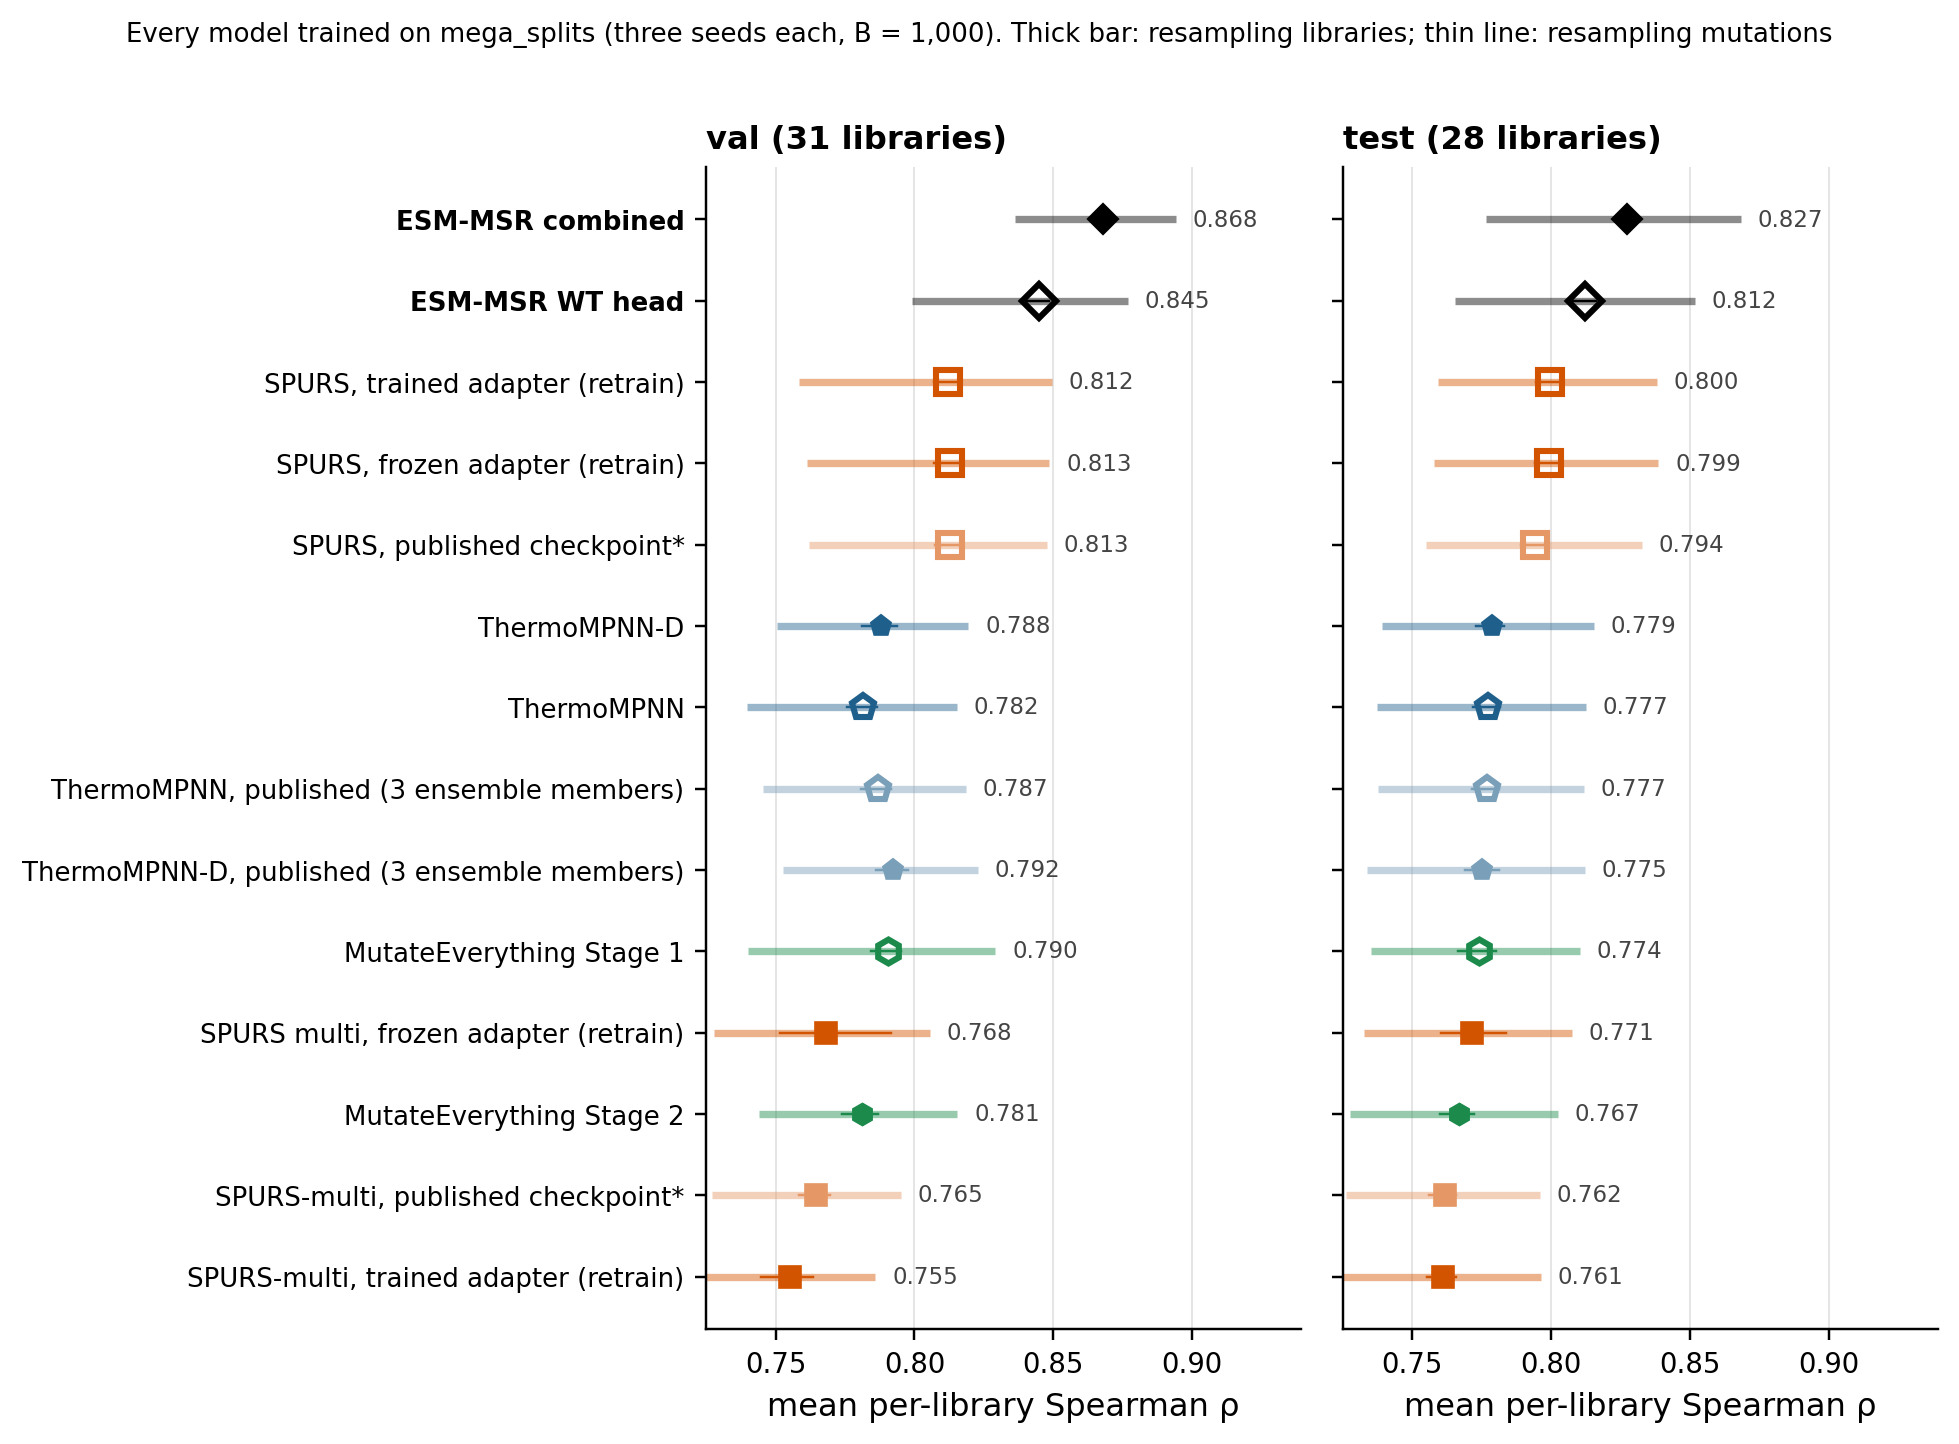 Every model trained on mega_splits (three seeds each, B = 1,000). Thick bar: resampling libraries; thin line: resampling mutations
val (31 libraries)
test (28 libraries)
ESM-MSR combined 0.868 0.827
ESM-MSR WT head 0.845 0.812
SPURS, trained adapter (retrain) 0.812 0.800
SPURS, frozen adapter (retrain) 0.813 0.799
SPURS, published checkpoint* 0.813 0.794
ThermoMPNN-D 0.788 0.779
ThermoMPNN 0.782 0.777
ThermoMPNN, published (3 ensemble members) 0.787 0.777
ThermoMPNN-D, published (3 ensemble members) 0.792 0.775
MutateEverything Stage 1 0.790 0.774
SPURS multi, frozen adapter (retrain) 0.768 0.771
MutateEverything Stage 2 0.781 0.767
SPURS-multi, published checkpoint* 0.765 0.762
SPURS-multi, trained adapter (retrain) 0.755 0.761
0.75 0.80 0.85 0.90
0.75 0.80 0.85 0.90
mean per-library Spearman ρ
mean per-library Spearman ρ